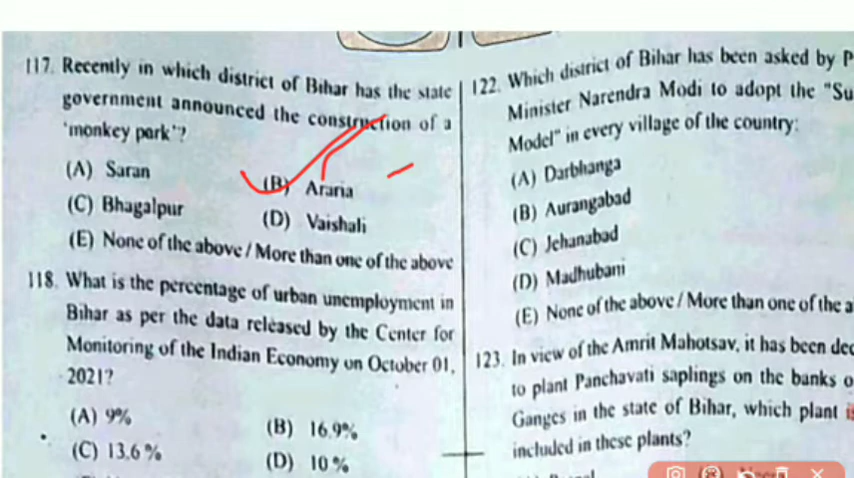 117. Recently in which district of Bihar has the state
government announced the construction of a
'monkey park'?
(A) Saran
(B) Araria
(C) Bhagalpur
(D) Vaishali
(E) None of the above / More than one of the above
118. What is the percentage of urban unemployment in
Bihar as per the data released by the Center for
Monitoring of the Indian Economy on October 01,
2021?
(A) 9%
(B) 16.9%
(C) 13.6 %
(D) 10 %
122. Which district of Bihar has been asked by P
Minister Narendra Modi to adopt the "Su
Model" in every village of the country:
(A) Darbhanga
(B) Aurangabad
(C) Jehanabad
(D) Madhubani
(E) None of the above / More than one of the a
123. In view of the Amrit Mahotsav, it has been dec
to plant Panchavati saplings on the banks o
Ganges in the state of Bihar, which plant is
included in these plants?